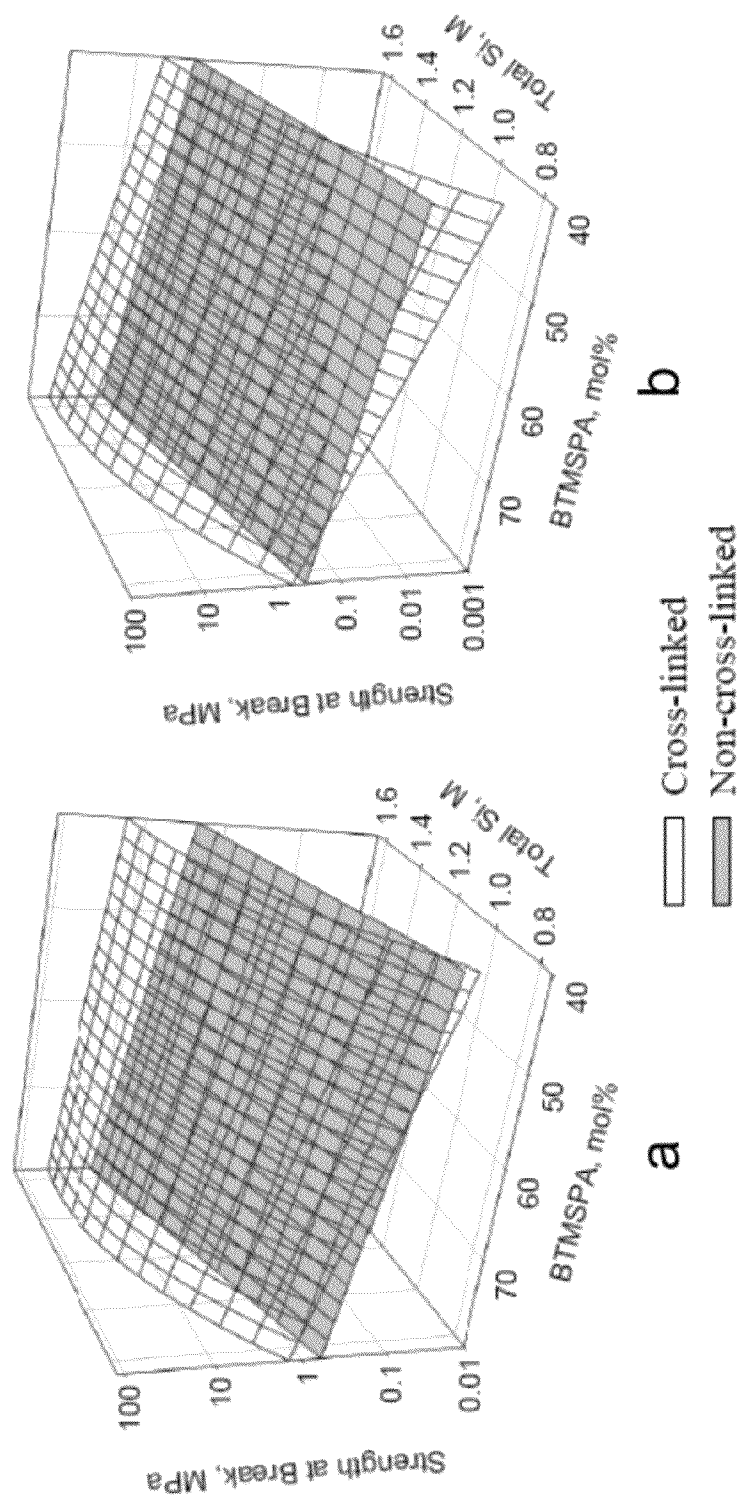 Strength at Break, MPa
100
10
1
0.1
0.01
70
60
50
40
BTMSPA, mol%
0.8
1.0
1.2
1.4
1.6
Total Si, M
a
Strength at Break, MPa
100
10
1
0.1
0.01
0.001
70
60
50
40
BTMSPA, mol%
0.8
1.0
1.2
1.4
1.6
Total Si, M
b
Cross-linked
Non-cross-linked